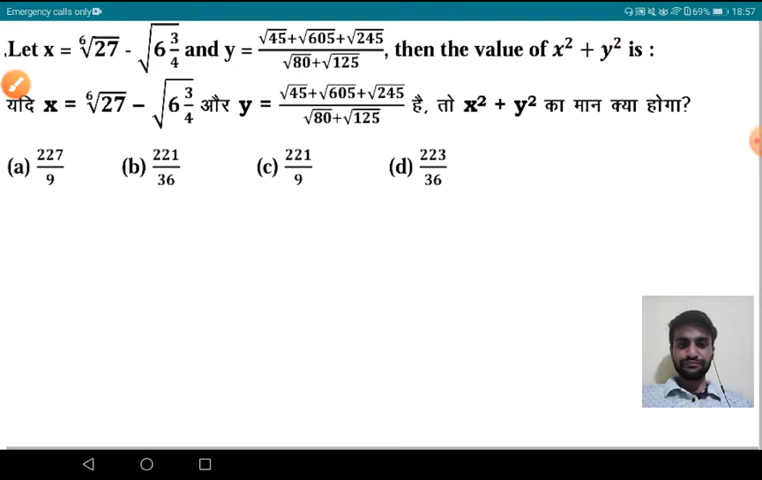 Emergency calls only 69% 18:57
.Let x = ⁶√27 - √(6 3/4) and y = (√45+√605+√245)/(√80+√125), then the value of x² + y² is :
यदि x = ⁶√27 − √(6 3/4) और y = (√45+√605+√245)/(√80+√125) है, तो x² + y² का मान क्या होगा?
(a) 227/9 (b) 221/36 (c) 221/9 (d) 223/36